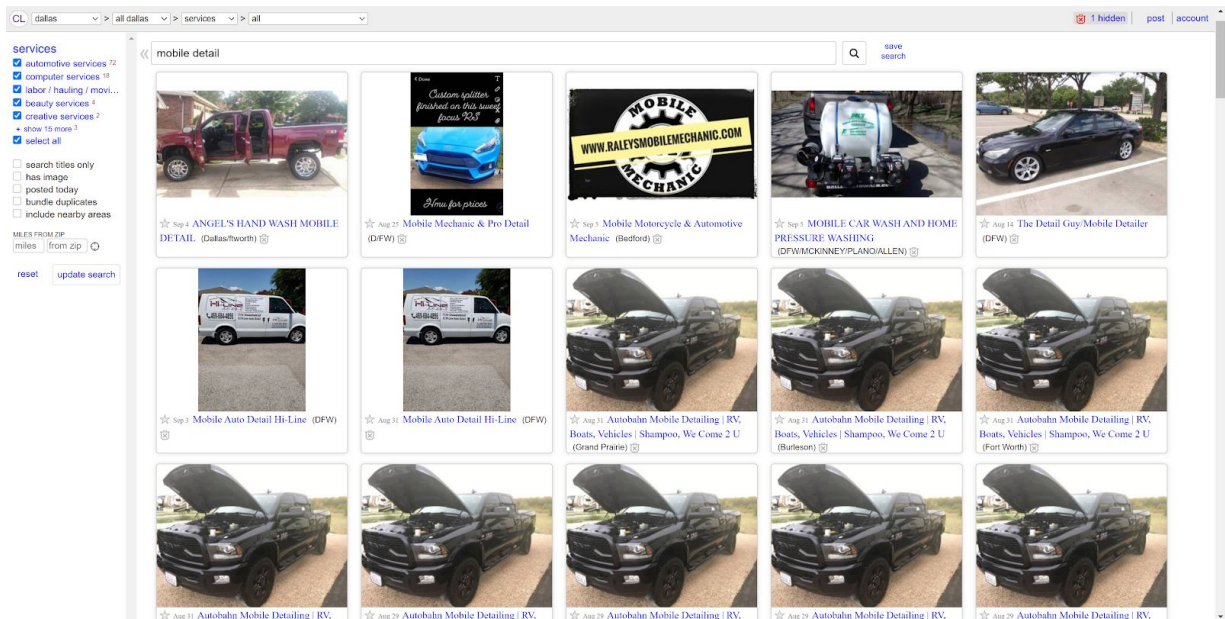 CL dallas > all dallas > services > all 1 hidden post account
services
automotive services 72
computer services 18
labor / hauling / movi...
beauty services 4
creative services 2
+ show 15 more 3
select all
search titles only
has image
posted today
bundle duplicates
include nearby areas
MILES FROM ZIP
miles from zip
reset update search
« mobile detail
save
search
Sep 4 ANGEL'S HAND WASH MOBILE
DETAIL (Dallas/ftworth)
< Done
T
Custom splitter
finished on this sweet
focus RS
Hmu for prices
Aug 25 Mobile Mechanic & Pro Detail
(D/FW)
MOBILE
WWW.RALEYSMOBILEMECHANIC.COM
MECHANIC
Sep 5 Mobile Motorcycle & Automotive
Mechanic (Bedford)
Sep 5 MOBILE CAR WASH AND HOME
PRESSURE WASHING
(DFW/MCKINNEY/PLANO/ALLEN)
Aug 14 The Detail Guy/Mobile Detailer
(DFW)
Hi-Line
Sep 3 Mobile Auto Detail Hi-Line (DFW)
Hi-Line
Aug 31 Mobile Auto Detail Hi-Line (DFW)
Aug 31 Autobahn Mobile Detailing | RV,
Boats, Vehicles | Shampoo, We Come 2 U
(Grand Prairie)
Aug 31 Autobahn Mobile Detailing | RV,
Boats, Vehicles | Shampoo, We Come 2 U
(Burleson)
Aug 31 Autobahn Mobile Detailing | RV,
Boats, Vehicles | Shampoo, We Come 2 U
(Fort Worth)
Aug 31 Autobahn Mobile Detailing | RV,
Aug 29 Autobahn Mobile Detailing | RV,
Aug 29 Autobahn Mobile Detailing | RV,
Aug 29 Autobahn Mobile Detailing | RV,
Aug 29 Autobahn Mobile Detailing | RV,